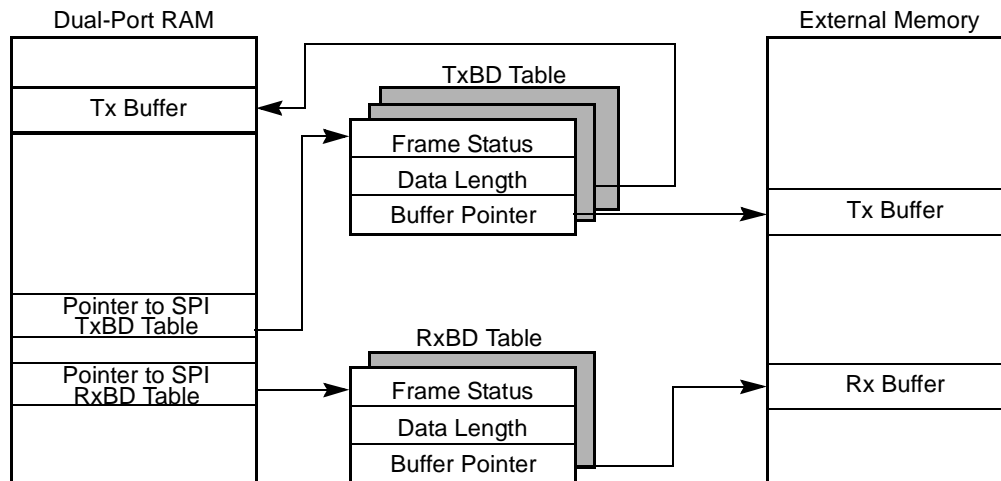 Dual-Port RAM
External Memory
TxBD Table
Tx Buffer
Frame Status
Data Length
Buffer Pointer
Tx Buffer
Pointer to SPI
TxBD Table
RxBD Table
Pointer to SPI
RxBD Table
Frame Status
Data Length
Buffer Pointer
Rx Buffer